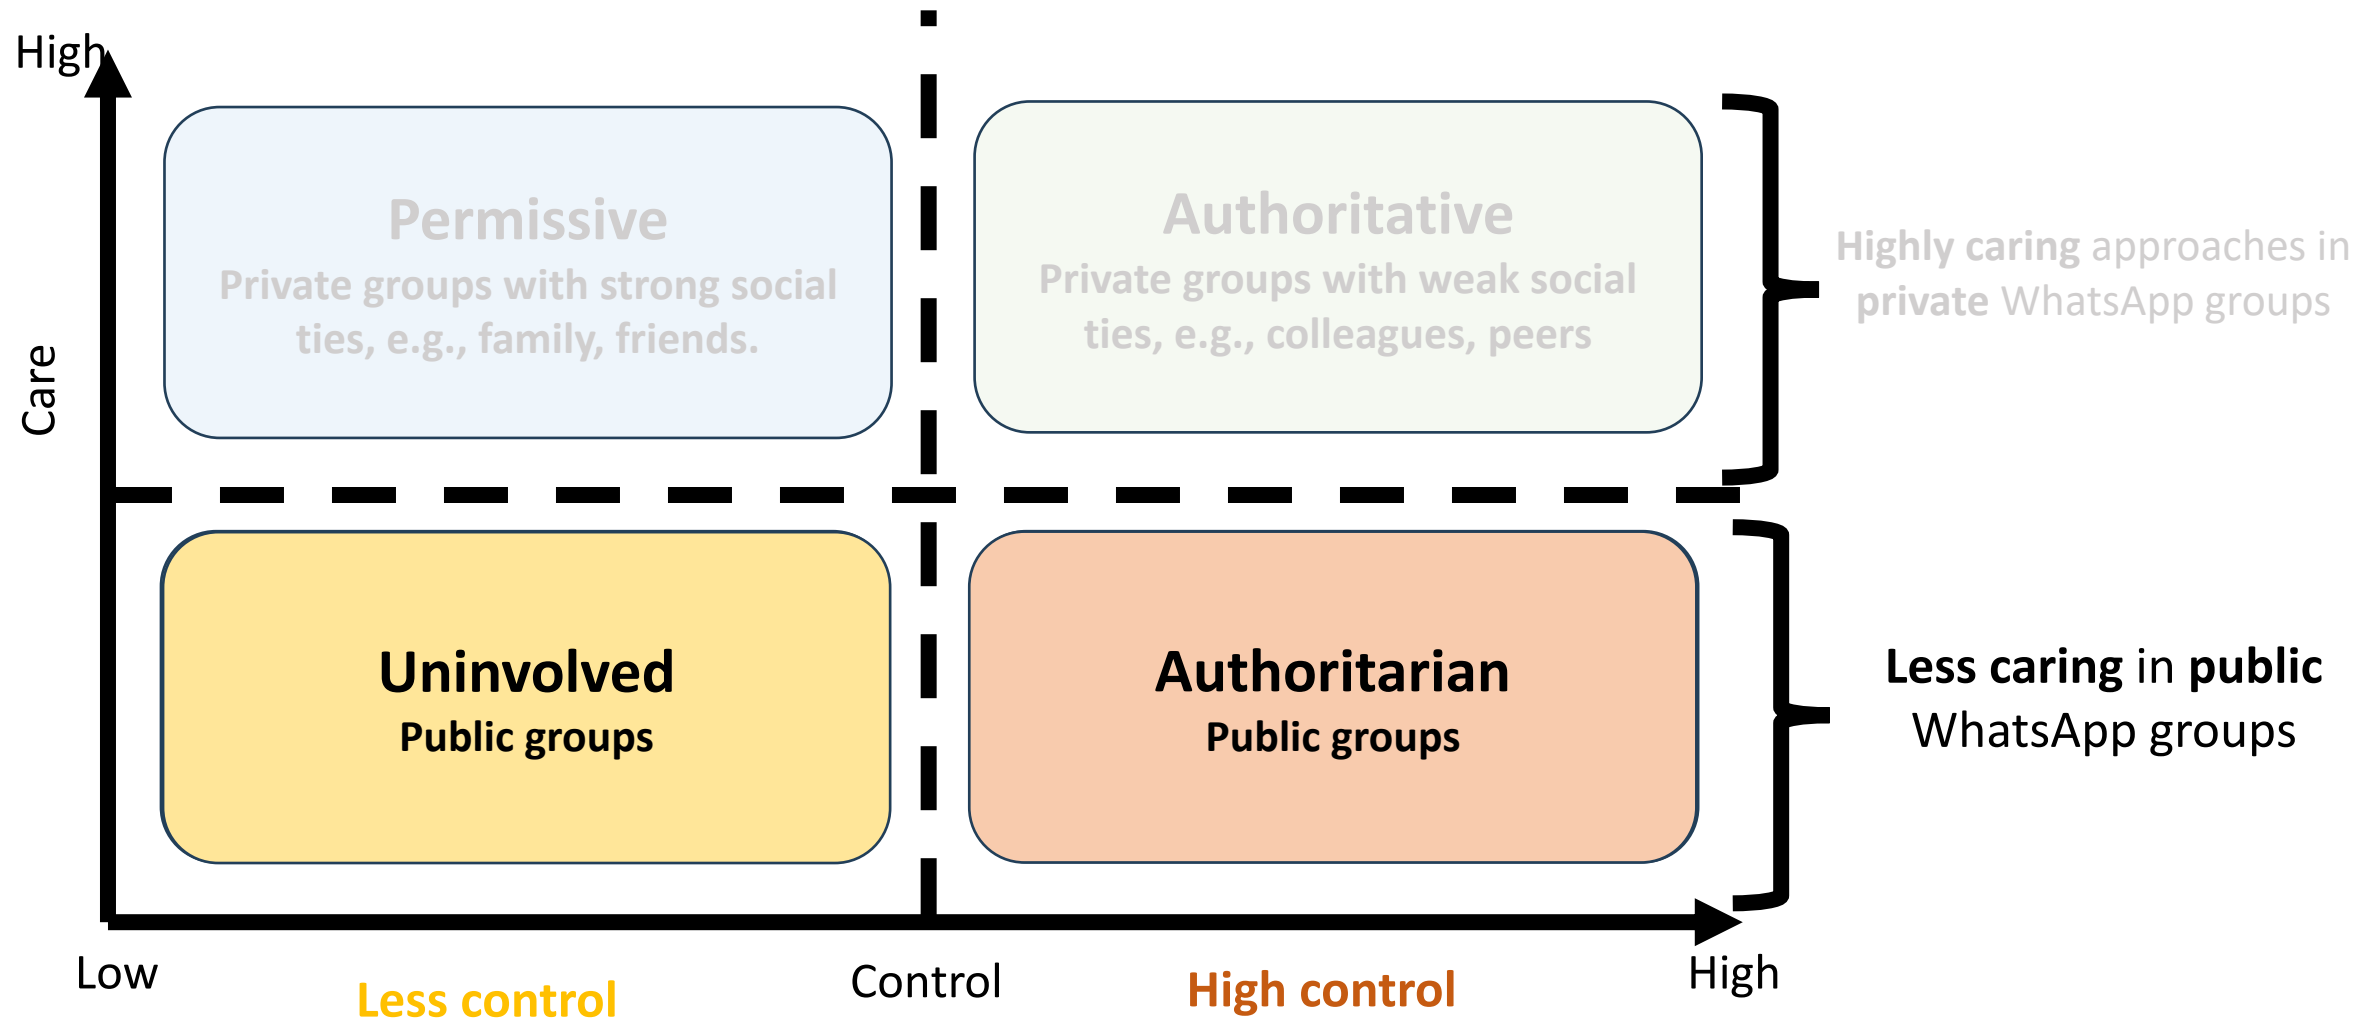 High
Permissive
Private groups with strong social
ties, e.g., family, friends.
Authoritative
Private groups with weak social
ties, e.g., colleagues, peers
Highly caring approaches in
private WhatsApp groups
Care
Uninvolved
Public groups
Authoritarian
Public groups
Less caring in public
WhatsApp groups
Low
Less control
Control
High control
High